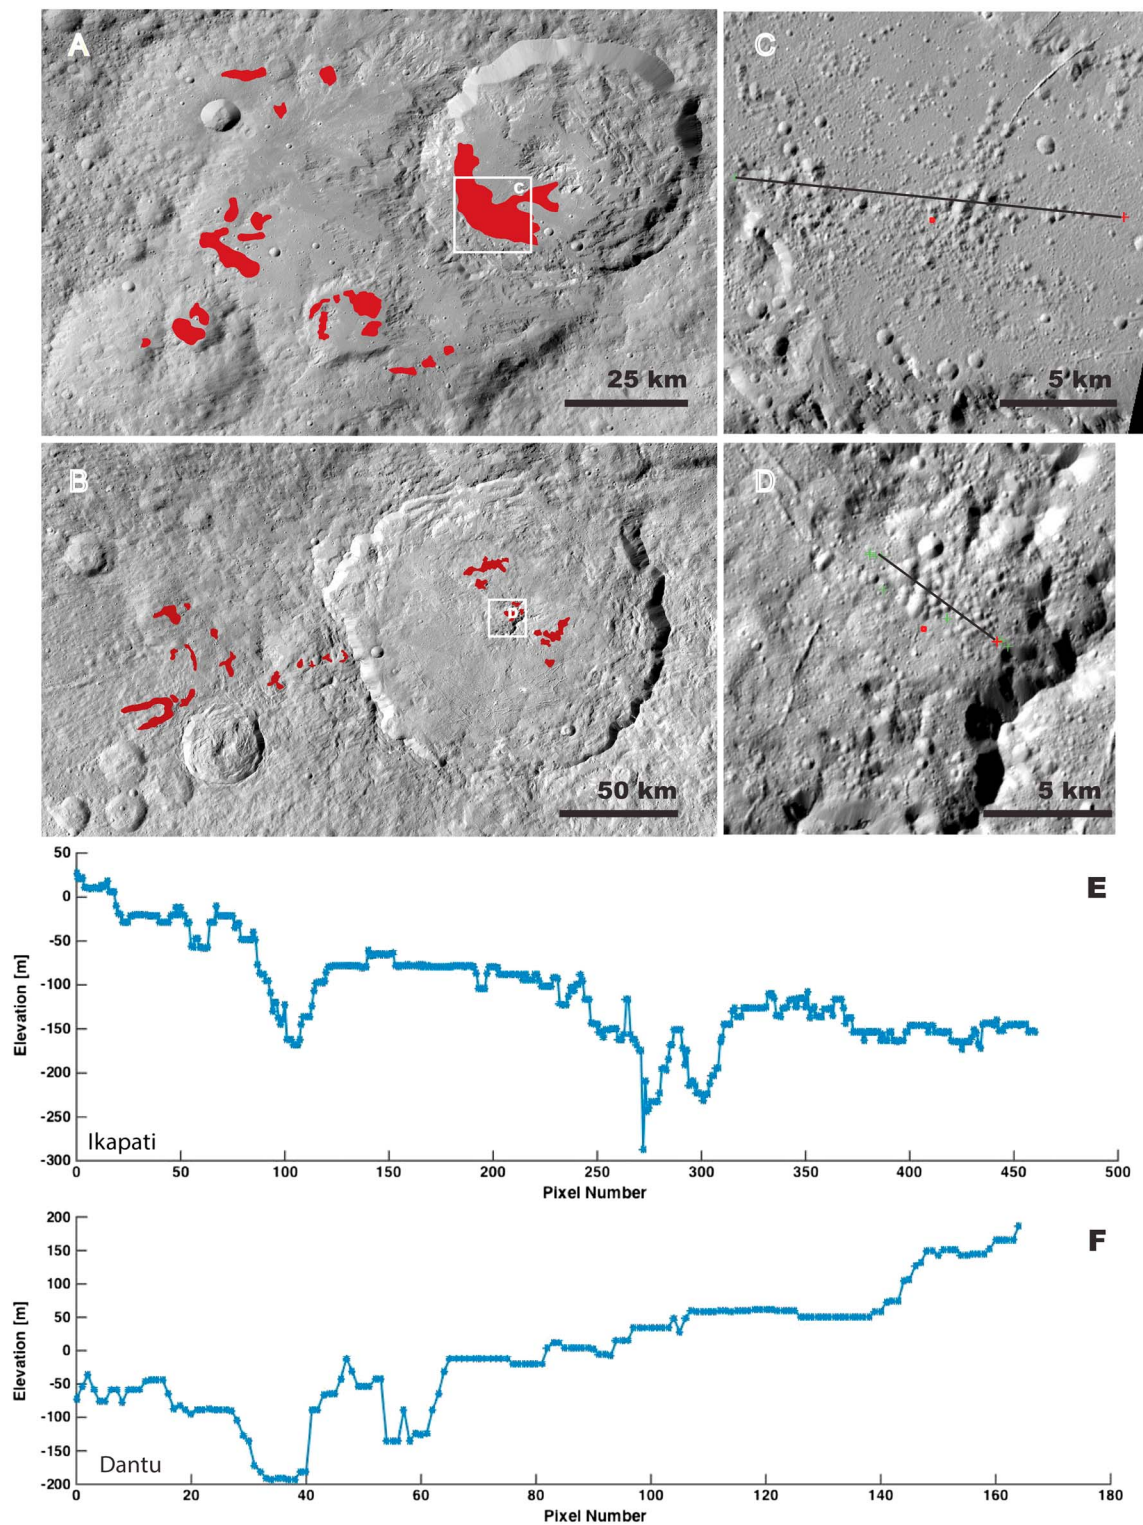 A
C
C
25 km
5 km
B
D
D
50 km
5 km
50
0
-50
-100
-150
-200
-250
-300
Elevation [m]
E
Ikapati
0 50 100 150 200 250 300 350 400 450 500
Pixel Number
200
150
100
50
0
-50
-100
-150
-200
Elevation [m]
F
Dantu
0 20 40 60 80 100 120 140 160 180
Pixel Number